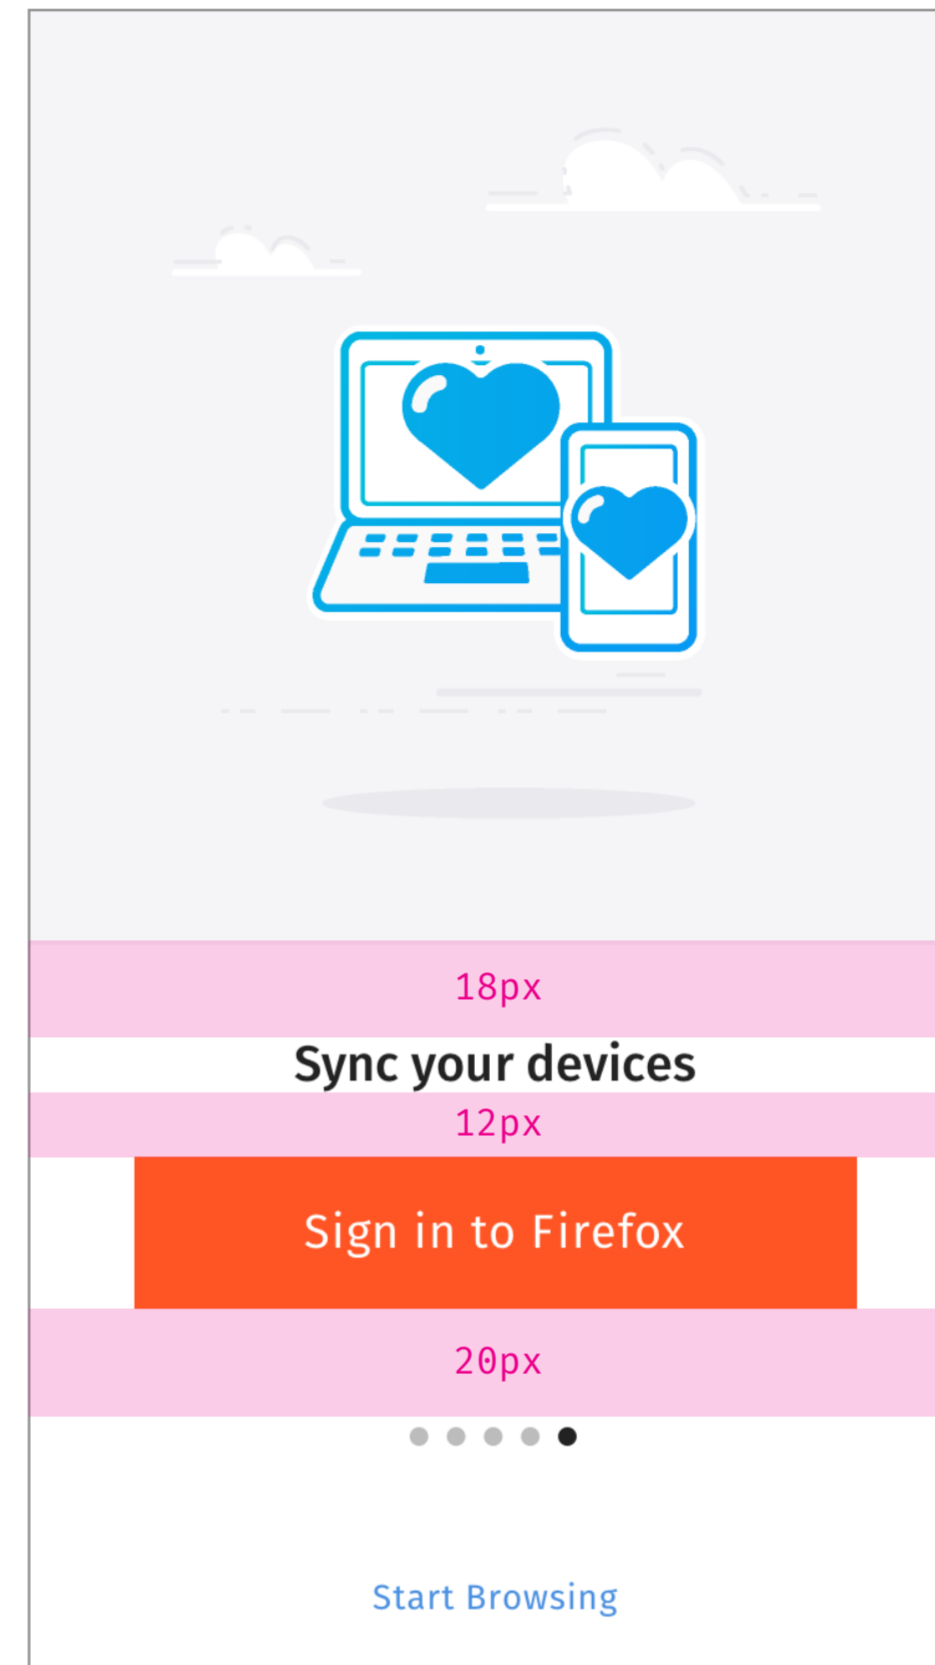 18px
Sync your devices
12px
Sign in to Firefox
20px
Start Browsing